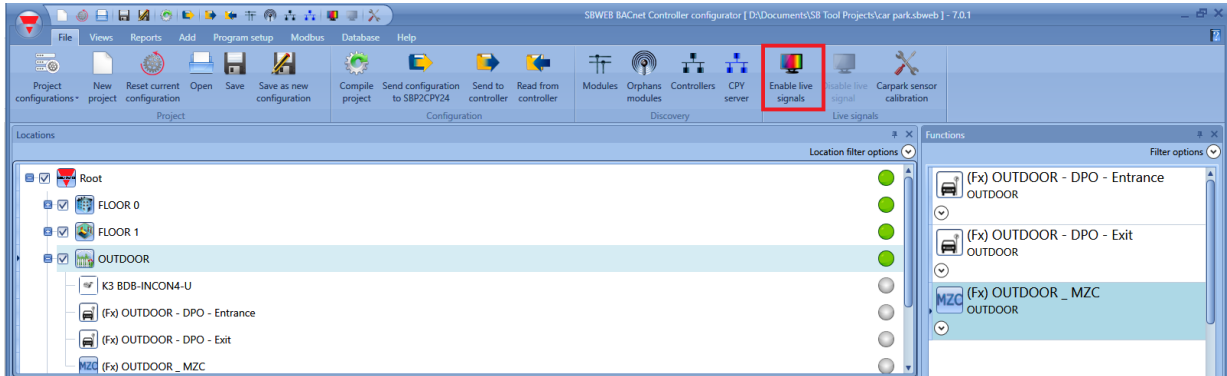 SBWEB BACnet Controller configurator [ D:\Documents\SB Tool Projects\car park.sbweb ] - 7.0.1
File Views Reports Add Program setup Modbus Database Help
Project configurations
New project
Reset current configuration
Open
Save
Save as new configuration
Compile project
Send configuration to SBP2CPY24
Send to controller
Read from controller
Modules
Orphans modules
Controllers
CPY server
Enable live signals
Disable live signal
Carpark sensor calibration
Project
Configuration
Discovery
Live signals
Locations
Location filter options
Root
FLOOR 0
FLOOR 1
OUTDOOR
K3 BDB-INCON4-U
(Fx) OUTDOOR - DPO - Entrance
(Fx) OUTDOOR - DPO - Exit
MZC (Fx) OUTDOOR _ MZC
Functions
Filter options
(Fx) OUTDOOR - DPO - Entrance
OUTDOOR
(Fx) OUTDOOR - DPO - Exit
OUTDOOR
MZC (Fx) OUTDOOR _ MZC
OUTDOOR